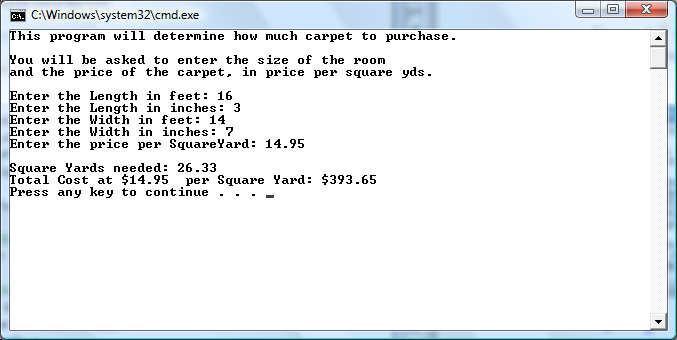 C:\Windows\system32\cmd.exe
This program will determine how much carpet to purchase.
You will be asked to enter the size of the room
and the price of the carpet, in price per square yds.
Enter the Length in feet: 16
Enter the Length in inches: 3
Enter the Width in feet: 14
Enter the Width in inches: 7
Enter the price per SquareYard: 14.95
Square Yards needed: 26.33
Total Cost at $14.95  per Square Yard: $393.65
Press any key to continue . . . _